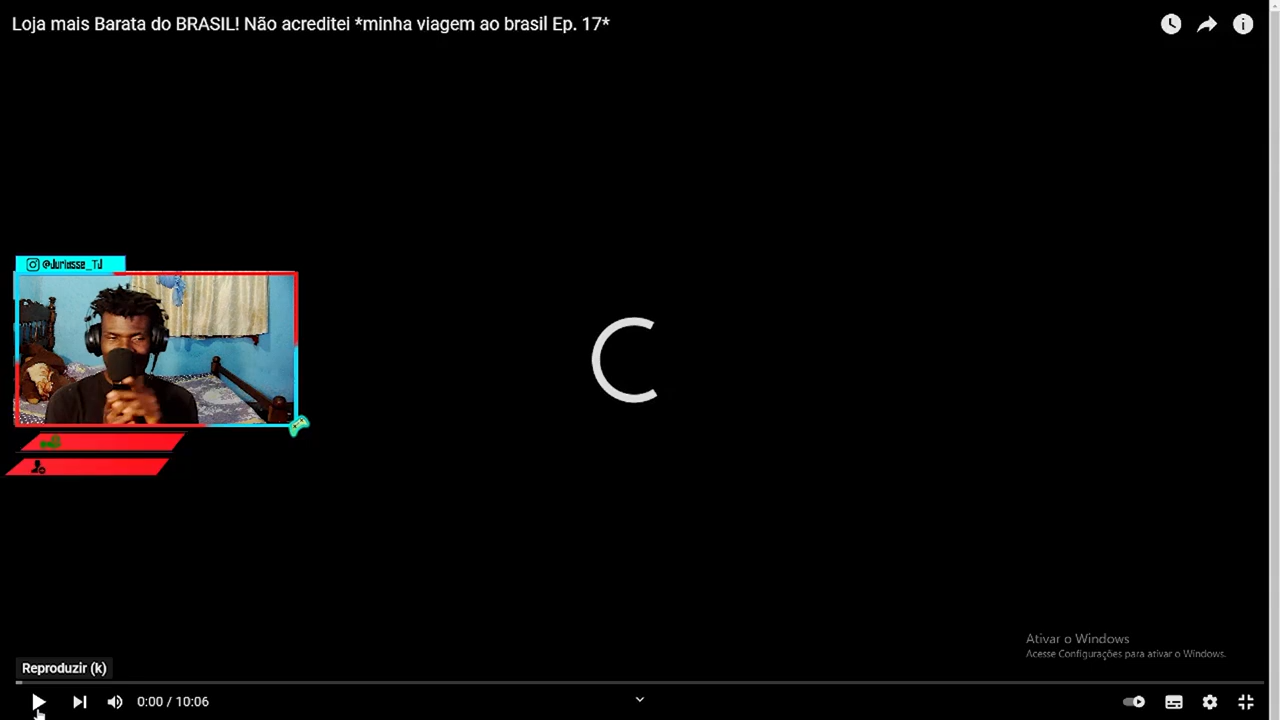 Loja mais Barata do BRASIL! Não acreditei *minha viagem ao brasil Ep. 17*
@Juriasse_TJ
Ativar o Windows
Acesse Configurações para ativar o Windows.
Reproduzir (k)
0:00 / 10:06